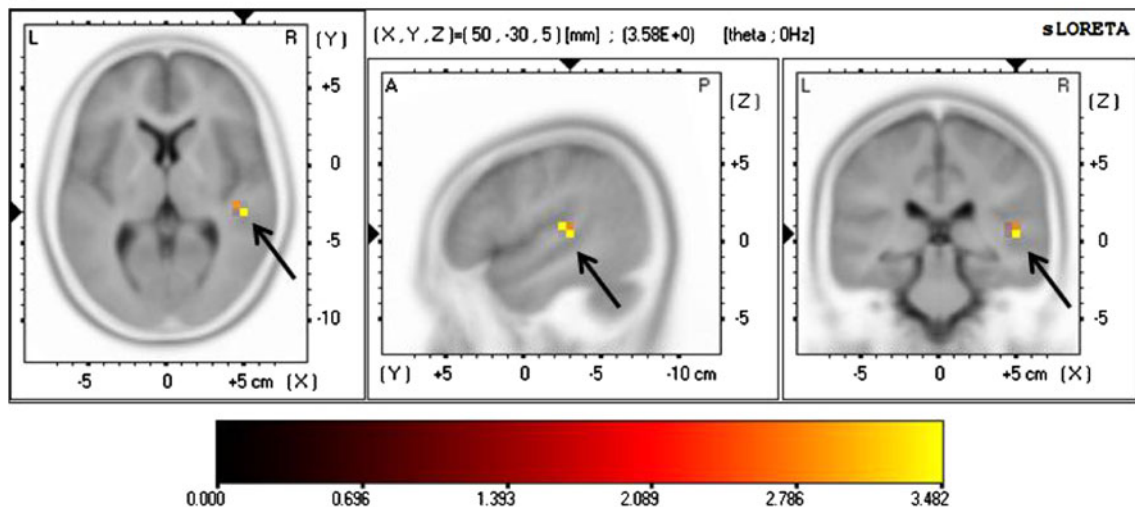 (X, Y, Z)=( 50 , -30 , 5 ) [mm] ; (3.58E+0) [theta ; 0Hz] sLORETA
L R (Y)
+5
0
-5
-10
-5 0 +5 cm (X)
A P (Z)
+5
0
-5
(Y) +5 0 -5 -10 cm
L R (Z)
+5
0
-5
-5 0 +5 cm (X)
0.000 0.696 1.393 2.089 2.786 3.482